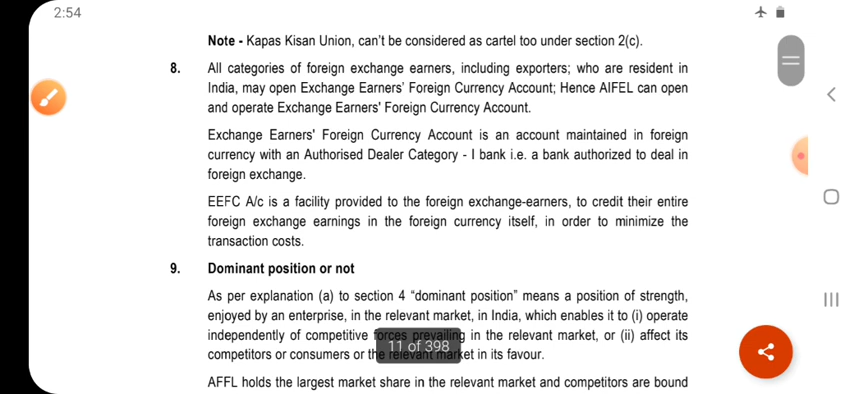 2:54
Note - Kapas Kisan Union, can't be considered as cartel too under section 2(c).
8. All categories of foreign exchange earners, including exporters; who are resident in
India, may open Exchange Earners' Foreign Currency Account; Hence AIFEL can open
and operate Exchange Earners' Foreign Currency Account.
Exchange Earners' Foreign Currency Account is an account maintained in foreign
currency with an Authorised Dealer Category - I bank i.e. a bank authorized to deal in
foreign exchange.
EEFC A/c is a facility provided to the foreign exchange-earners, to credit their entire
foreign exchange earnings in the foreign currency itself, in order to minimize the
transaction costs.
9. Dominant position or not
As per explanation (a) to section 4 “dominant position” means a position of strength,
enjoyed by an enterprise, in the relevant market, in India, which enables it to (i) operate
independently of competitive forces prevailing in the relevant market, or (ii) affect its
competitors or consumers or the relevant market in its favour.
11 of 398
AFFL holds the largest market share in the relevant market and competitors are bound